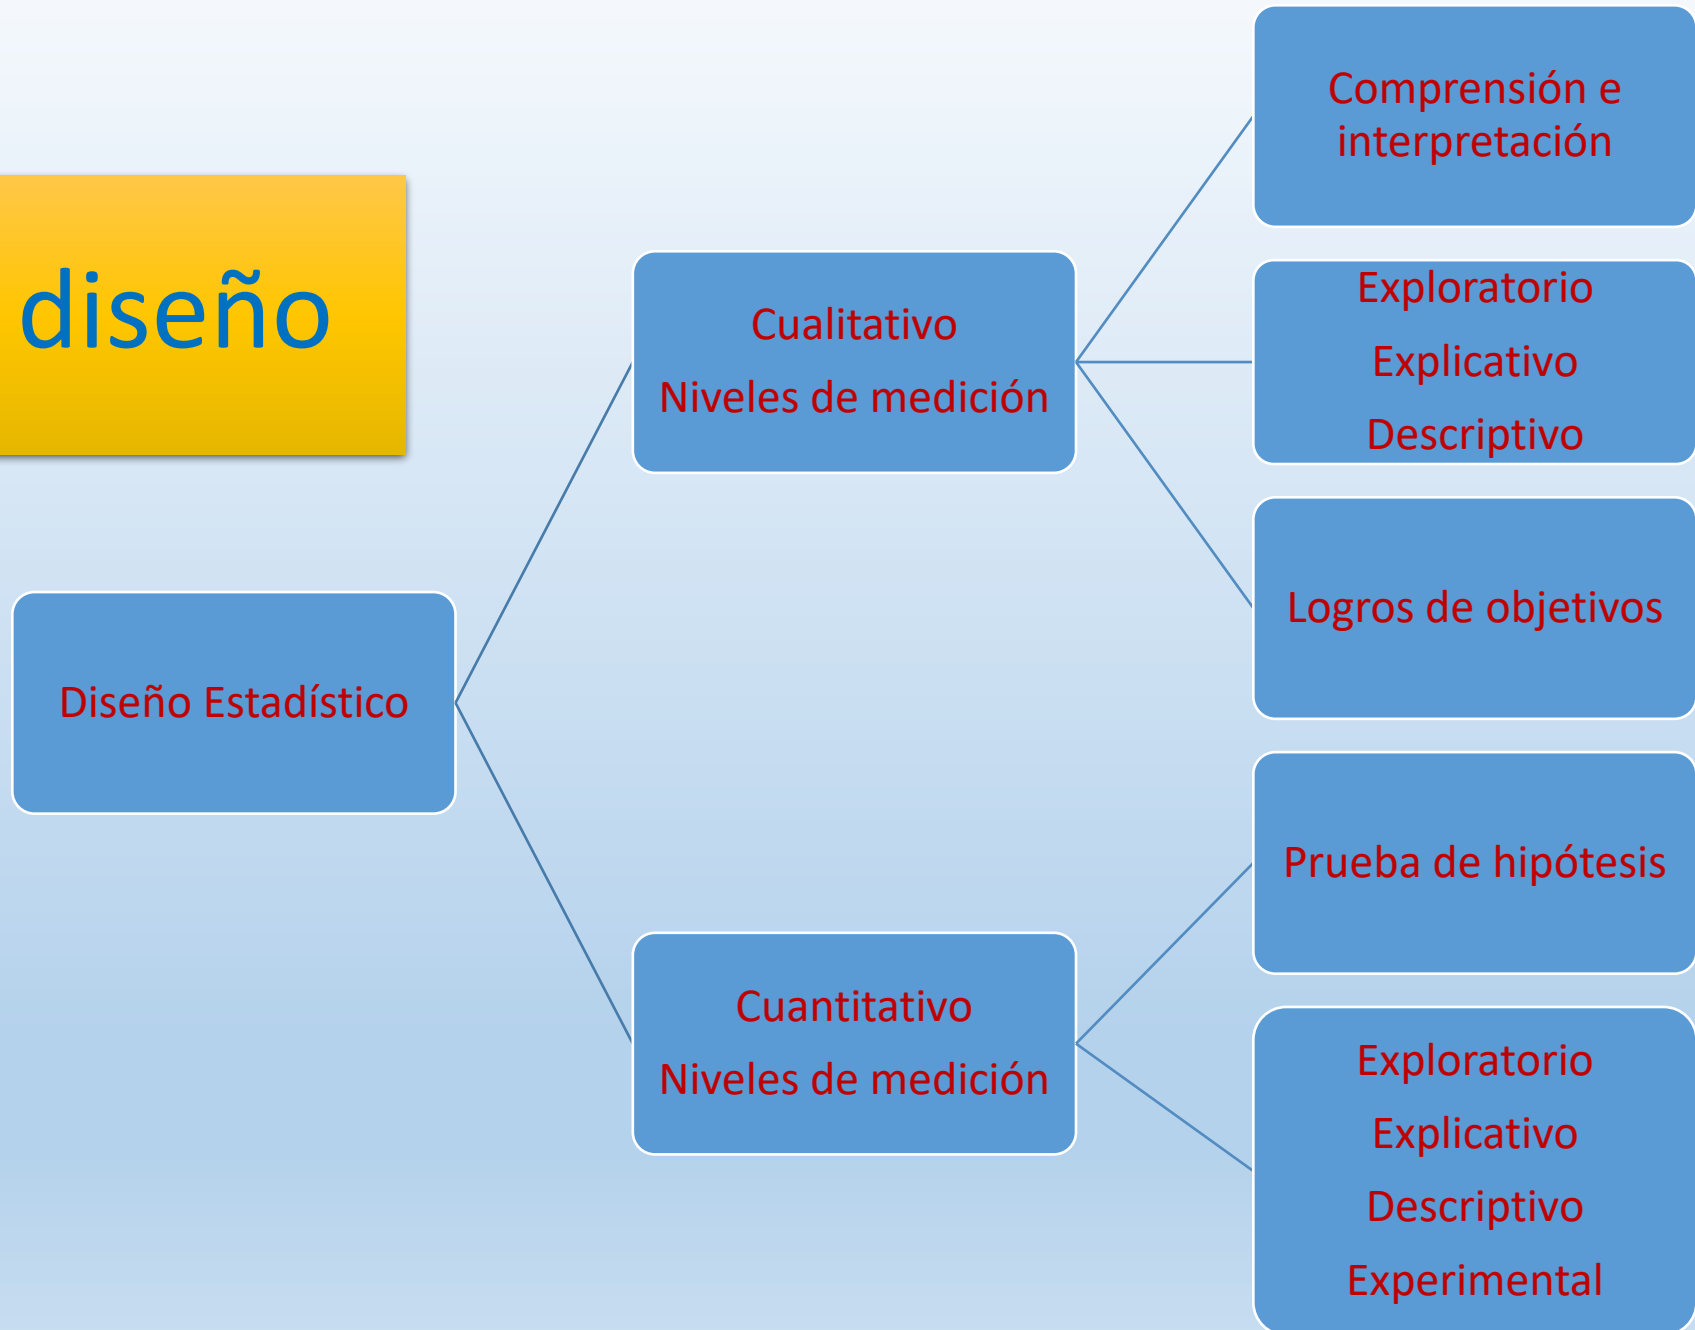 diseño
Diseño Estadístico
Cualitativo
Niveles de medición
Comprensión e
interpretación
Exploratorio
Explicativo
Descriptivo
Logros de objetivos
Cuantitativo
Niveles de medición
Prueba de hipótesis
Exploratorio
Explicativo
Descriptivo
Experimental